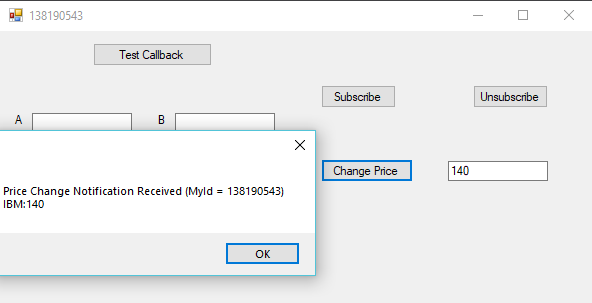 138190543
Test Callback
Subscribe
Unsubscribe
A
B
Change Price
140
Price Change Notification Received (MyId = 138190543)
IBM:140
OK